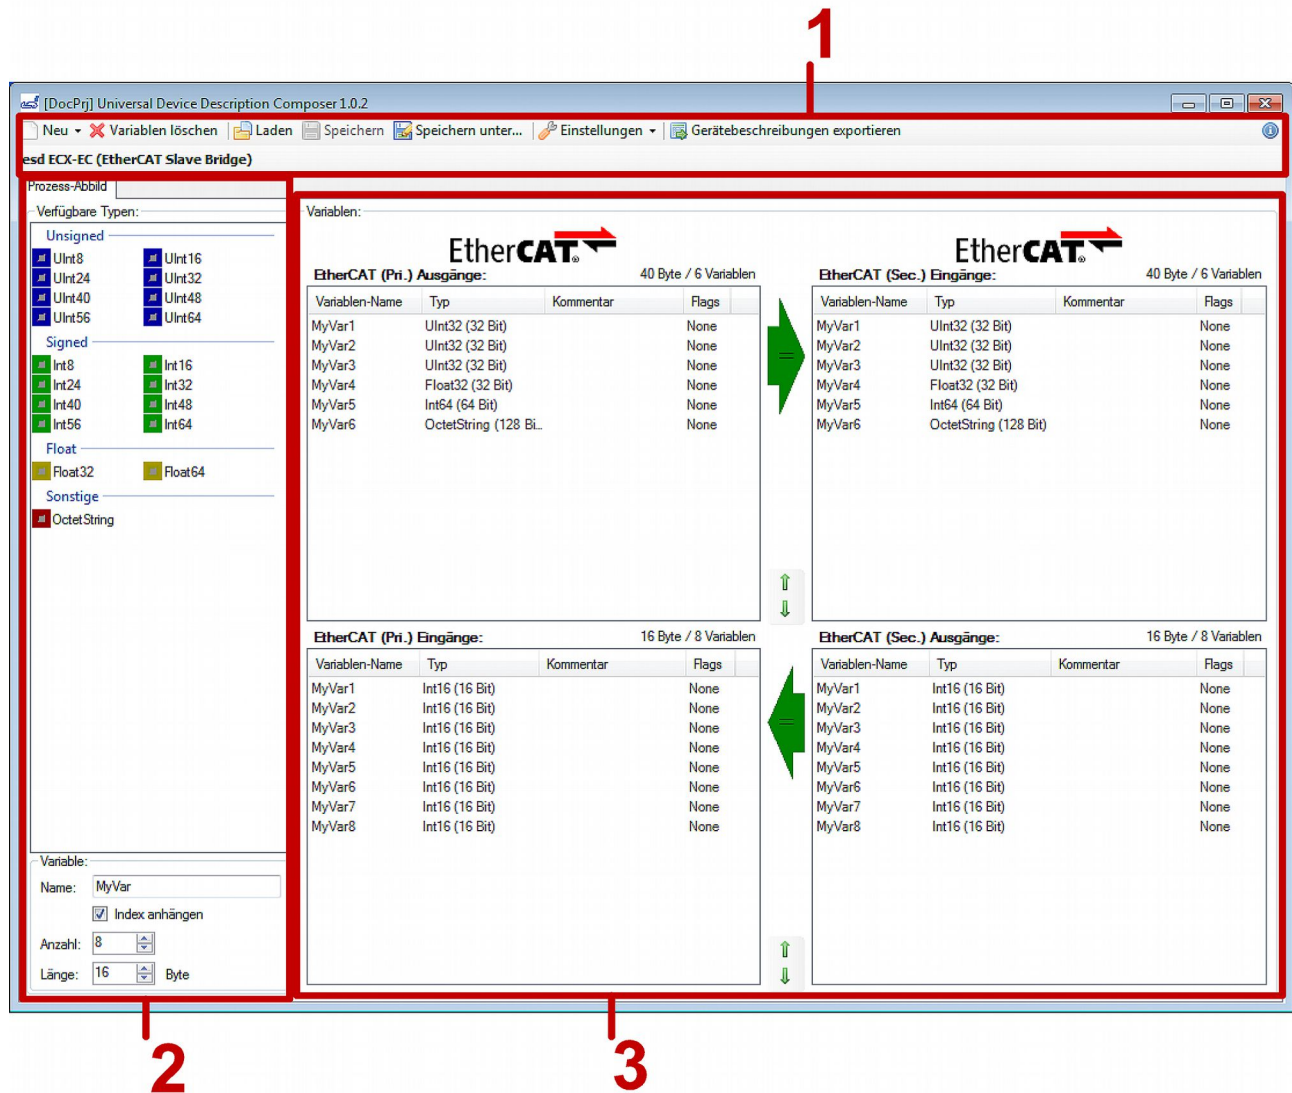 1
esd [DocPrj] Universal Device Description Composer 1.0.2
Neu Variablen löschen Laden Speichern Speichern unter... Einstellungen Gerätebeschreibungen exportieren
esd ECX-EC (EtherCAT Slave Bridge)
Prozess-Abbild
Verfügbare Typen:
Unsigned
UInt8 UInt16
UInt24 UInt32
UInt40 UInt48
UInt56 UInt64
Signed
Int8 Int16
Int24 Int32
Int40 Int48
Int56 Int64
Float
Float32 Float64
Sonstige
OctetString
Variable:
Name: MyVar
Index anhängen
Anzahl: 8
Länge: 16 Byte
Variablen:
EtherCAT®
EtherCAT (Pri.) Ausgänge: 40 Byte / 6 Variablen
Variablen-Name Typ Kommentar Flags
MyVar1 UInt32 (32 Bit) None
MyVar2 UInt32 (32 Bit) None
MyVar3 UInt32 (32 Bit) None
MyVar4 Float32 (32 Bit) None
MyVar5 Int64 (64 Bit) None
MyVar6 OctetString (128 Bi... None
EtherCAT®
EtherCAT (Sec.) Eingänge: 40 Byte / 6 Variablen
Variablen-Name Typ Kommentar Flags
MyVar1 UInt32 (32 Bit) None
MyVar2 UInt32 (32 Bit) None
MyVar3 UInt32 (32 Bit) None
MyVar4 Float32 (32 Bit) None
MyVar5 Int64 (64 Bit) None
MyVar6 OctetString (128 Bit) None
EtherCAT (Pri.) Eingänge: 16 Byte / 8 Variablen
Variablen-Name Typ Kommentar Flags
MyVar1 Int16 (16 Bit) None
MyVar2 Int16 (16 Bit) None
MyVar3 Int16 (16 Bit) None
MyVar4 Int16 (16 Bit) None
MyVar5 Int16 (16 Bit) None
MyVar6 Int16 (16 Bit) None
MyVar7 Int16 (16 Bit) None
MyVar8 Int16 (16 Bit) None
EtherCAT (Sec.) Ausgänge: 16 Byte / 8 Variablen
Variablen-Name Typ Kommentar Flags
MyVar1 Int16 (16 Bit) None
MyVar2 Int16 (16 Bit) None
MyVar3 Int16 (16 Bit) None
MyVar4 Int16 (16 Bit) None
MyVar5 Int16 (16 Bit) None
MyVar6 Int16 (16 Bit) None
MyVar7 Int16 (16 Bit) None
MyVar8 Int16 (16 Bit) None
2
3